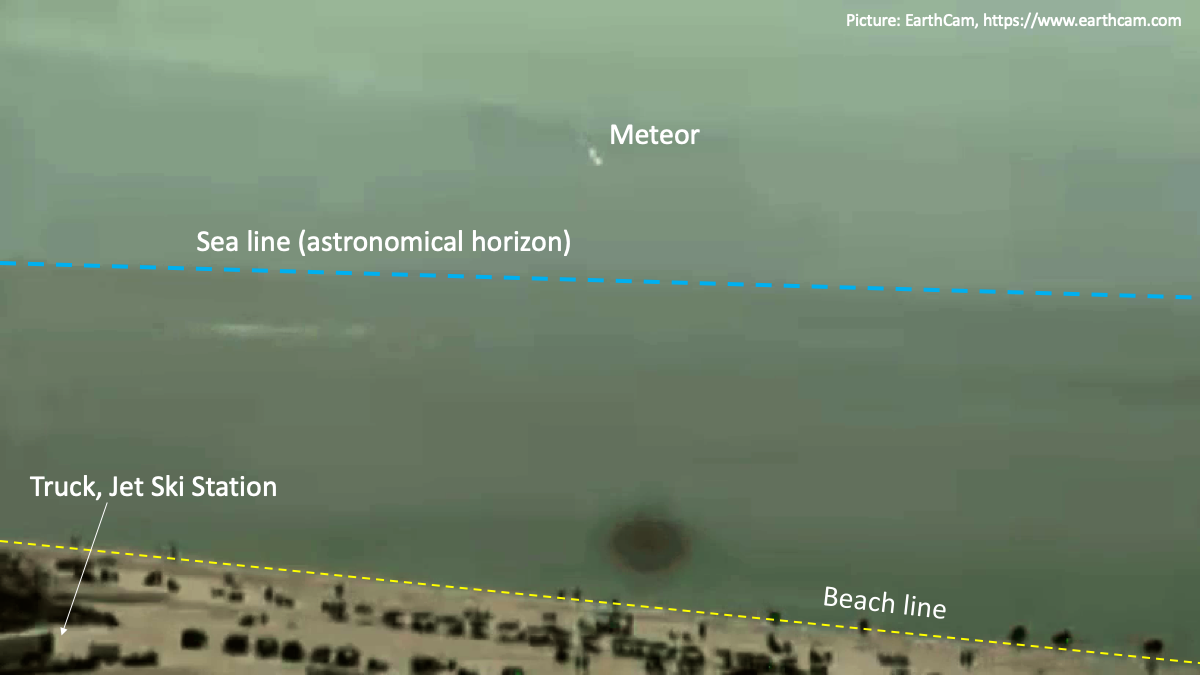 Picture: EarthCam, https://www.earthcam.com
Meteor
Sea line (astronomical horizon)
Truck, Jet Ski Station
Beach line